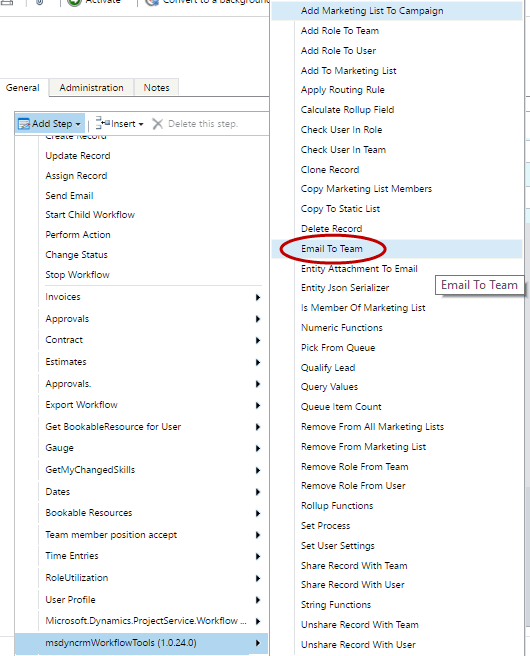 Activate
Convert to a Background
General
Administration
Notes
Add Step
Insert
Delete this step.
Create Record
Update Record
Assign Record
Send Email
Start Child Workflow
Perform Action
Change Status
Stop Workflow
Invoices
Approvals
Contract
Estimates
Approvals.
Export Workflow
Get BookableResource for User
Gauge
GetMyChangedSkills
Dates
Bookable Resources
Team member position accept
Time Entries
RoleUtilization
User Profile
Microsoft.Dynamics.ProjectService.Workflow ...
msdyncrmWorkflowTools (1.0.24.0)
Add Marketing List To Campaign
Add Role To Team
Add Role To User
Add To Marketing List
Apply Routing Rule
Calculate Rollup Field
Check User In Role
Check User In Team
Clone Record
Copy Marketing List Members
Copy To Static List
Delete Record
Email To Team
Entity Attachment To Email
Entity Json Serializer
Email To Team
Is Member Of Marketing List
Numeric Functions
Pick From Queue
Qualify Lead
Query Values
Queue Item Count
Remove From All Marketing Lists
Remove From Marketing List
Remove Role From Team
Remove Role From User
Rollup Functions
Set Process
Set User Settings
Share Record With Team
Share Record With User
String Functions
Unshare Record With Team
Unshare Record With User